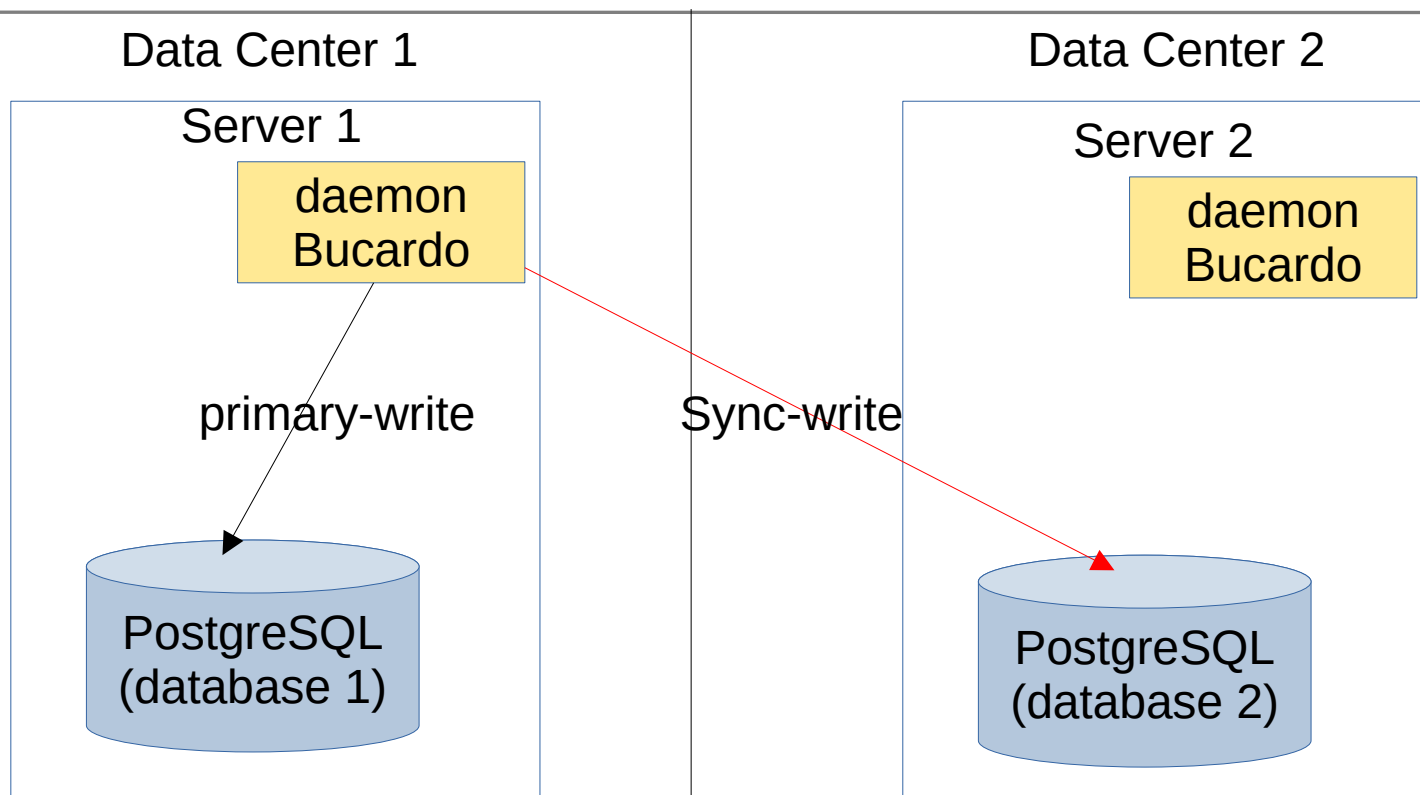 Data Center 1
Data Center 2
Server 1
daemon
Bucardo
Server 2
daemon
Bucardo
primary-write
Sync-write
PostgreSQL
(database 1)
PostgreSQL
(database 2)